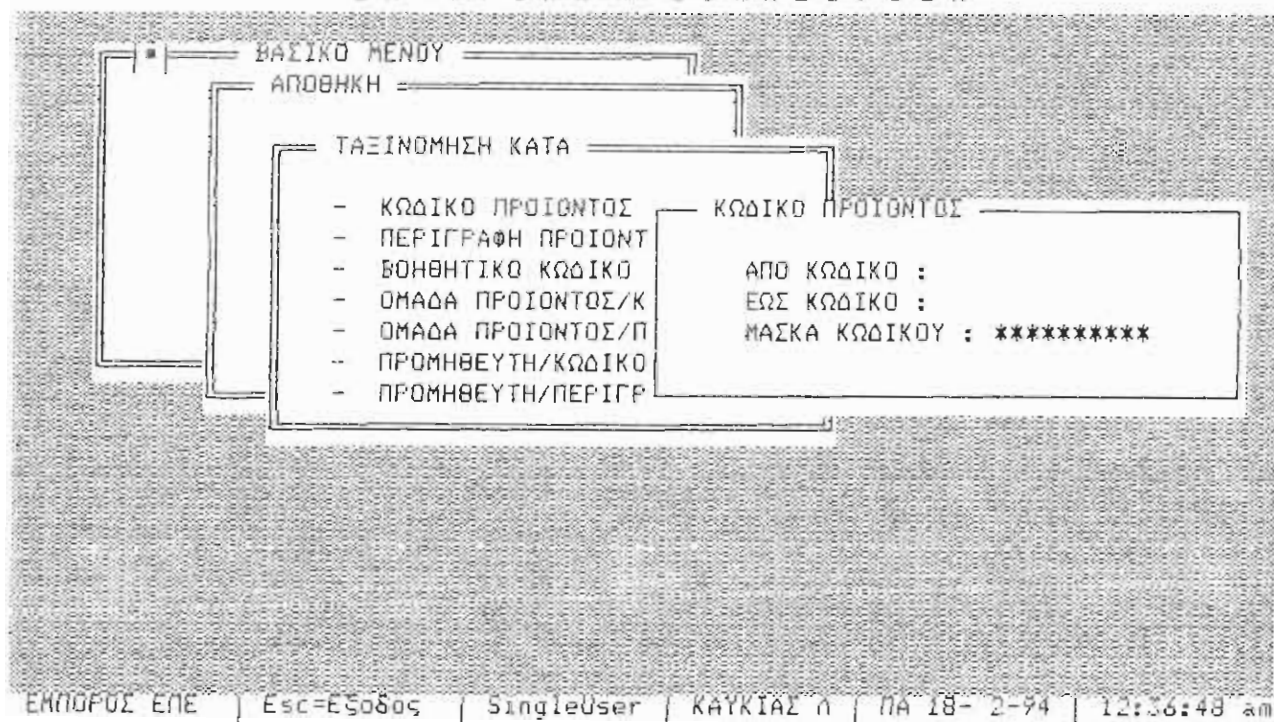 ΒΑΣΙΚΟ ΜΕΝΟΥ
ΑΠΟΘΗΚΗ
ΤΑΞΙΝΟΜΗΣΗ ΚΑΤΑ
- ΚΩΔΙΚΟ ΠΡΟΙΟΝΤΟΣ
- ΠΕΡΙΓΡΑΦΗ ΠΡΟΙΟΝΤ
- ΒΟΗΘΗΤΙΚΟ ΚΩΔΙΚΟ
- ΟΜΑΔΑ ΠΡΟΙΟΝΤΟΣ/Κ
- ΟΜΑΔΑ ΠΡΟΙΟΝΤΟΣ/Π
- ΠΡΟΜΗΘΕΥΤΗ/ΚΩΔΙΚΟ
- ΠΡΟΜΗΘΕΥΤΗ/ΠΕΡΙΓΡ
ΚΩΔΙΚΟ ΠΡΟΙΟΝΤΟΣ
ΑΠΟ ΚΩΔΙΚΟ :
ΕΩΣ ΚΩΔΙΚΟ :
ΜΑΣΚΑ ΚΩΔΙΚΟΥ : **********
ΕΜΠΟΡΟΣ ΕΠΕ | Esc=Εξοδος | SingleUser | ΚΑΥΚΙΑΣ Λ | ΠΑ 18- 2-94 | 12:36:48 am